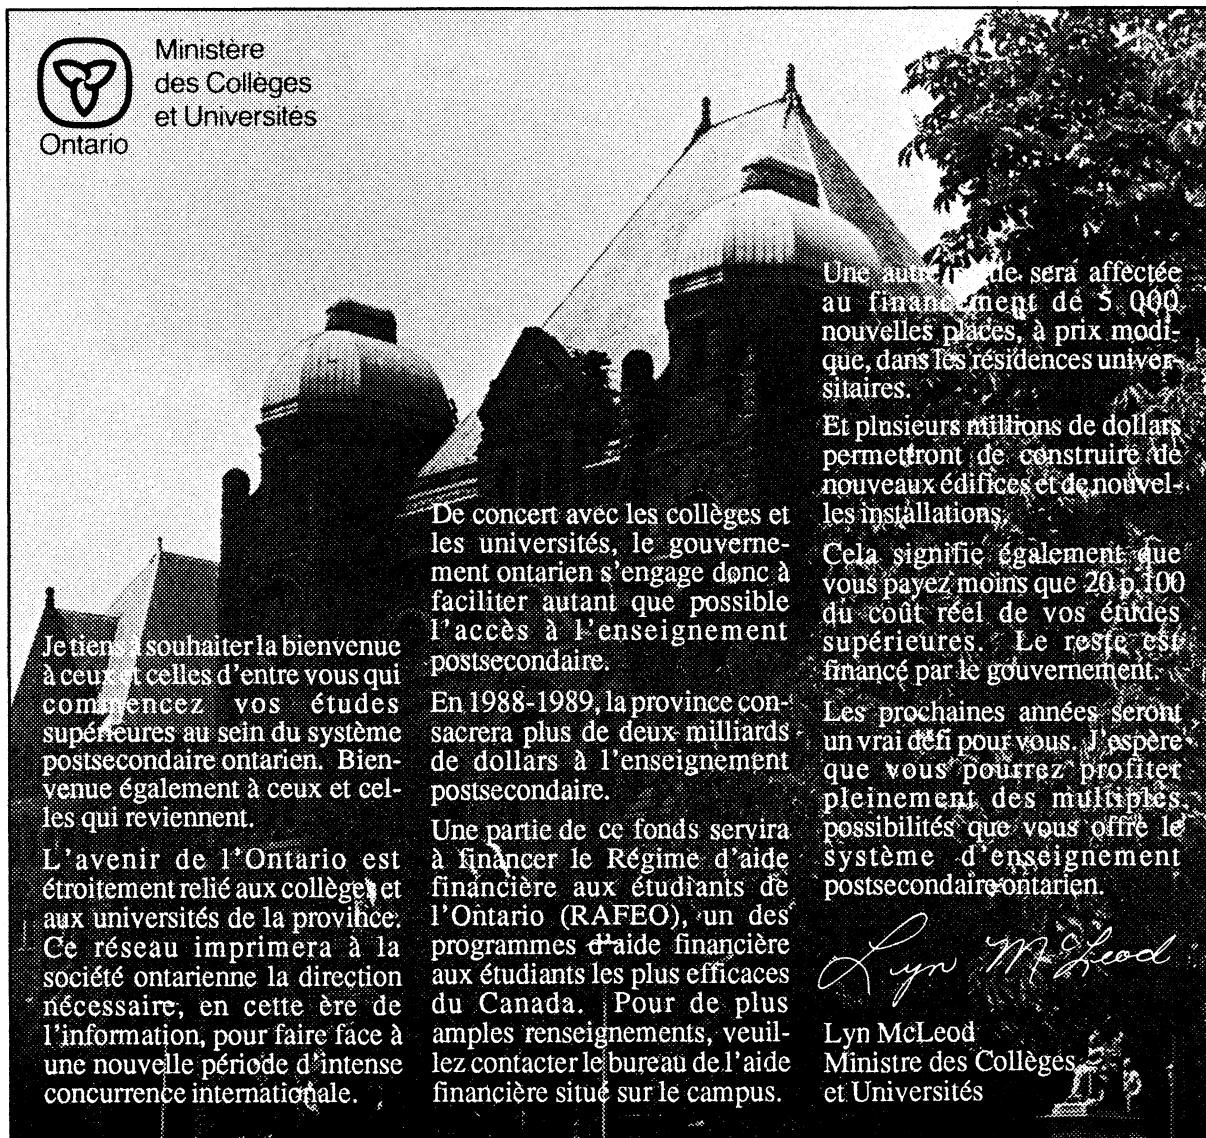 Ministère
des Collèges
et Universités
Ontario
Je tiens à souhaiter la bienvenue
à ceux et celles d'entre vous qui
commencez vos études
supérieures au sein du système
postsecondaire ontarien. Bien-
venue également à ceux et cel-
les qui reviennent.
L'avenir de l'Ontario est
étroitement relié aux collèges et
aux universités de la province.
Ce réseau imprimera à la
société ontarienne la direction
nécessaire, en cette ère de
l'information, pour faire face à
une nouvelle période d'intense
concurrence internationale.
De concert avec les collèges et
les universités, le gouverne-
ment ontarien s'engage donc à
faciliter autant que possible
l'accès à l'enseignement
postsecondaire.
En 1988-1989, la province con-
sacrera plus de deux milliards
de dollars à l'enseignement
postsecondaire.
Une partie de ce fonds servira
à financer le Régime d'aide
financière aux étudiants de
l'Ontario (RAFEO), un des
programmes d'aide financière
aux étudiants les plus efficaces
du Canada. Pour de plus
amples renseignements, veuil-
lez contacter le bureau de l'aide
financière situé sur le campus.
Une autre partie sera affectée
au financement de 5 000
nouvelles places, à prix modi-
que, dans les résidences univer-
sitaires.
Et plusieurs millions de dollars
permettront de construire de
nouveaux édifices et de nouvel-
les installations.
Cela signifie également que
vous payez moins que 20 p. 100
du coût réel de vos études
supérieures. Le reste est
financé par le gouvernement.
Les prochaines années seront
un vrai défi pour vous. J'espère
que vous pourrez profiter
pleinement des multiples
possibilités que vous offre le
système d'enseignement
postsecondaire ontarien.
Lyn McLeod
Lyn McLeod
Ministre des Collèges
et Universités